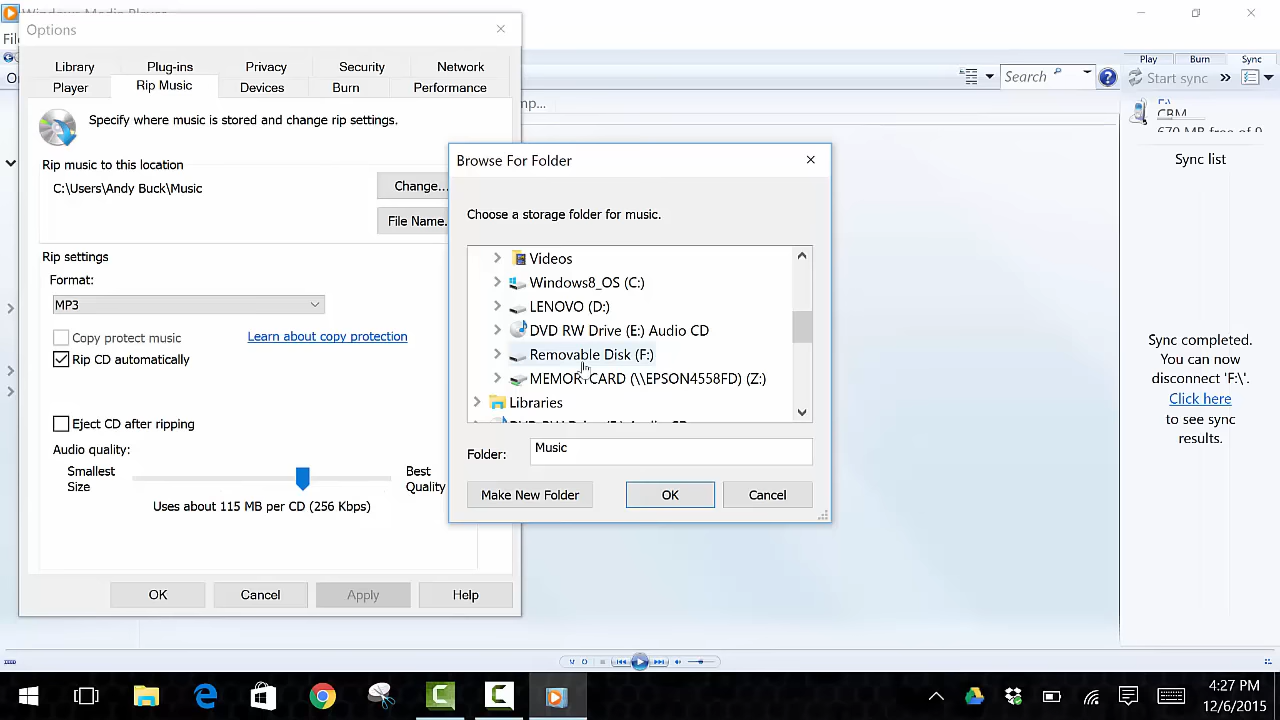 Options
Library
Plug-ins
Privacy
Security
Network
Player
Rip Music
Devices
Burn
Performance
Specify where music is stored and change rip settings.
Rip music to this location
C:\Users\Andy Buck\Music
Change...
File Name.
Rip settings
Format:
MP3
Copy protect music
Learn about copy protection
Rip CD automatically
Eject CD after ripping
Audio quality:
Smallest Size
Best Quality
Uses about 115 MB per CD (256 Kbps)
OK
Cancel
Apply
Help
Browse For Folder
Choose a storage folder for music.
Videos
Windows8_OS (C:)
LENOVO (D:)
DVD RW Drive (E:) Audio CD
Removable Disk (F:)
MEMORYCARD (\\EPSON4558FD) (Z:)
Libraries
Folder:
Music
Make New Folder
OK
Cancel
Play
Burn
Sync
Search
Start sync
CBM
Sync list
Sync completed.
You can now
disconnect 'F:\'.
Click here
to see sync
results.
4:27 PM
12/6/2015